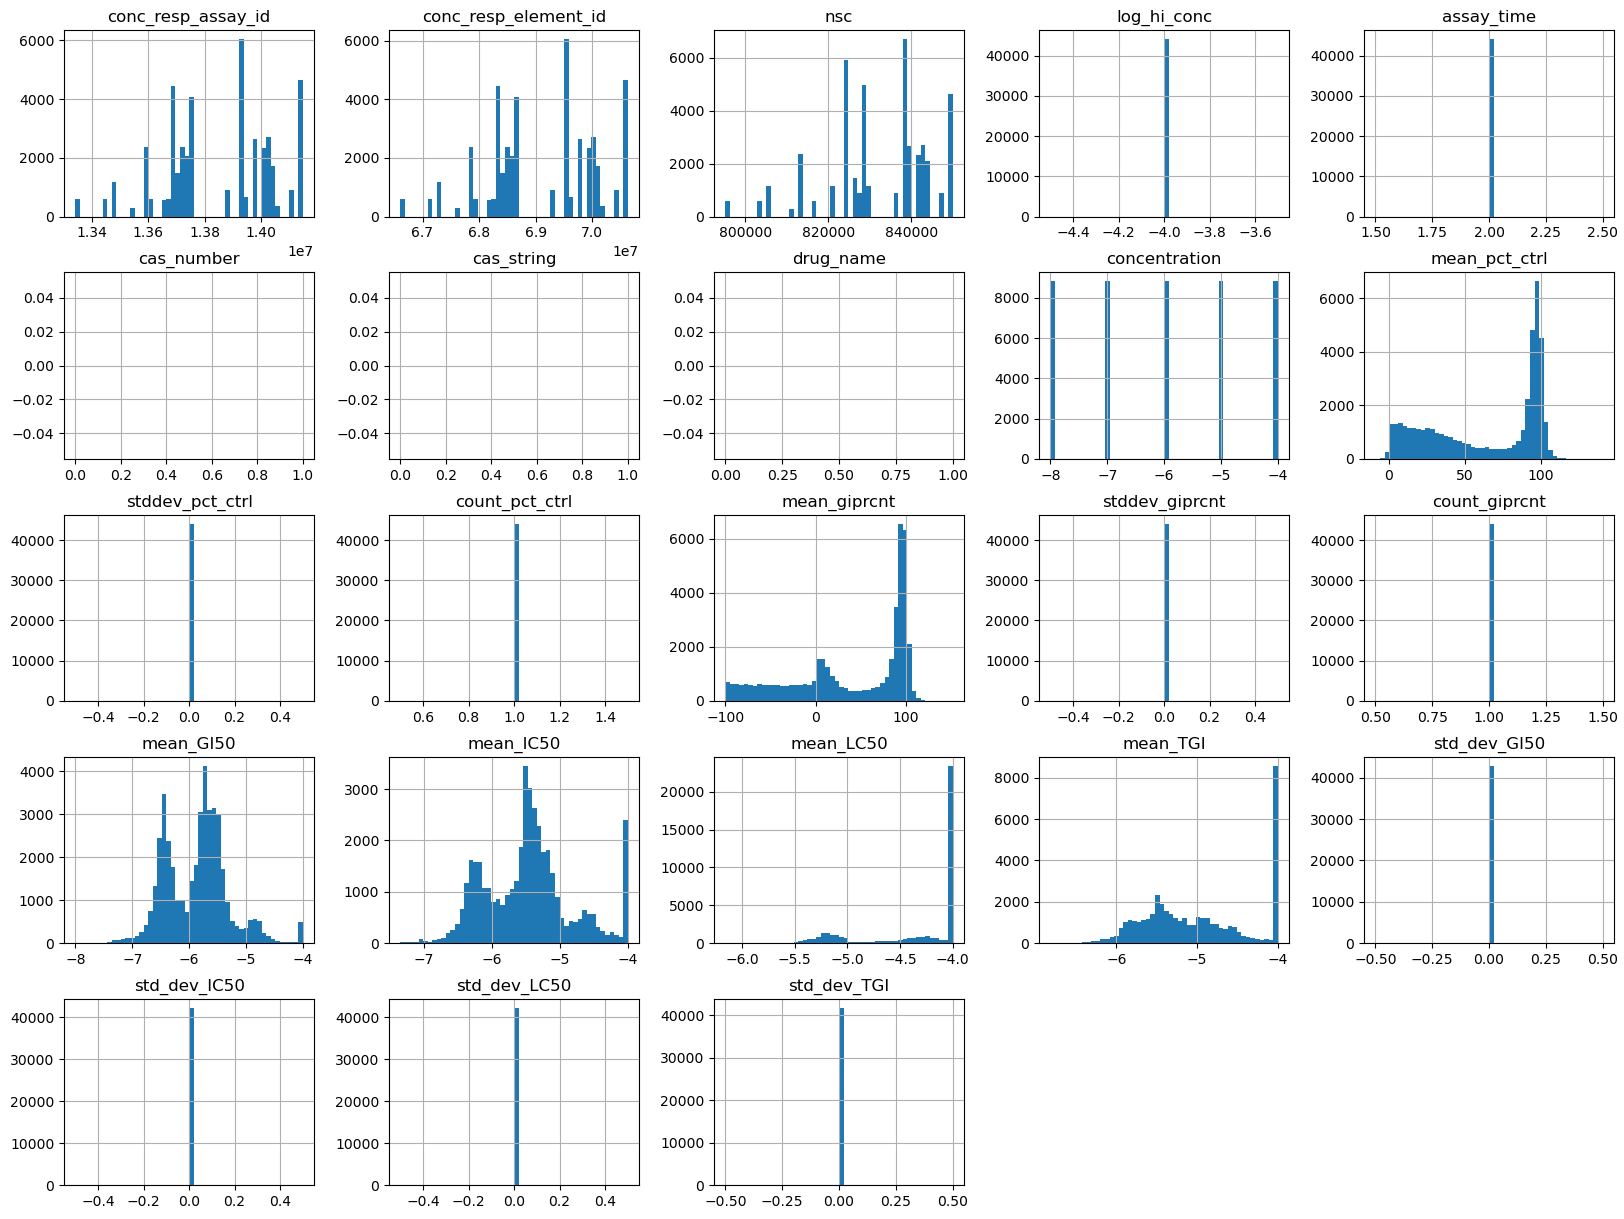 conc_resp_assay_id conc_resp_element_id nsc log_hi_conc assay_time
6000 6000 6000 40000 40000
4000 4000 4000 30000 30000
2000 2000 2000 20000 20000
10000 10000
0 0 0 0 0
1.34 1.36 1.38 1.40 6.7 6.8 6.9 7.0 800000 820000 840000 −4.4 −4.2 −4.0 −3.8 −3.6 1.50 1.75 2.00 2.25 2.50
1e7 1e7
cas_number cas_string drug_name concentration mean_pct_ctrl
0.04 0.04 0.04 8000 6000
0.02 0.02 0.02 6000 4000
0.00 0.00 0.00 4000 2000
−0.02 −0.02 −0.02 2000
−0.04 −0.04 −0.04 0 0
0.0 0.2 0.4 0.6 0.8 1.0 0.0 0.2 0.4 0.6 0.8 1.0 0.00 0.25 0.50 0.75 1.00 −8 −7 −6 −5 −4 0 50 100
stddev_pct_ctrl count_pct_ctrl mean_giprcnt stddev_giprcnt count_giprcnt
40000 40000 6000 40000 40000
30000 30000 4000 30000 30000
20000 20000 2000 20000 20000
10000 10000 10000 10000
0 0 0 0 0
−0.4 −0.2 0.0 0.2 0.4 0.6 0.8 1.0 1.2 1.4 −100 0 100 −0.4 −0.2 0.0 0.2 0.4 0.50 0.75 1.00 1.25 1.50
mean_GI50 mean_IC50 mean_LC50 mean_TGI std_dev_GI50
4000 3000 20000 8000 40000
3000 2000 15000 6000 30000
2000 1000 10000 4000 20000
1000 5000 2000 10000
0 0 0 0 0
−8 −7 −6 −5 −4 −7 −6 −5 −4 −6.0 −5.5 −5.0 −4.5 −4.0 −6 −5 −4 −0.50 −0.25 0.00 0.25 0.50
std_dev_IC50 std_dev_LC50 std_dev_TGI
40000 40000 40000
30000 30000 30000
20000 20000 20000
10000 10000 10000
0 0 0
−0.4 −0.2 0.0 0.2 0.4 −0.4 −0.2 0.0 0.2 0.4 −0.50 −0.25 0.00 0.25 0.50